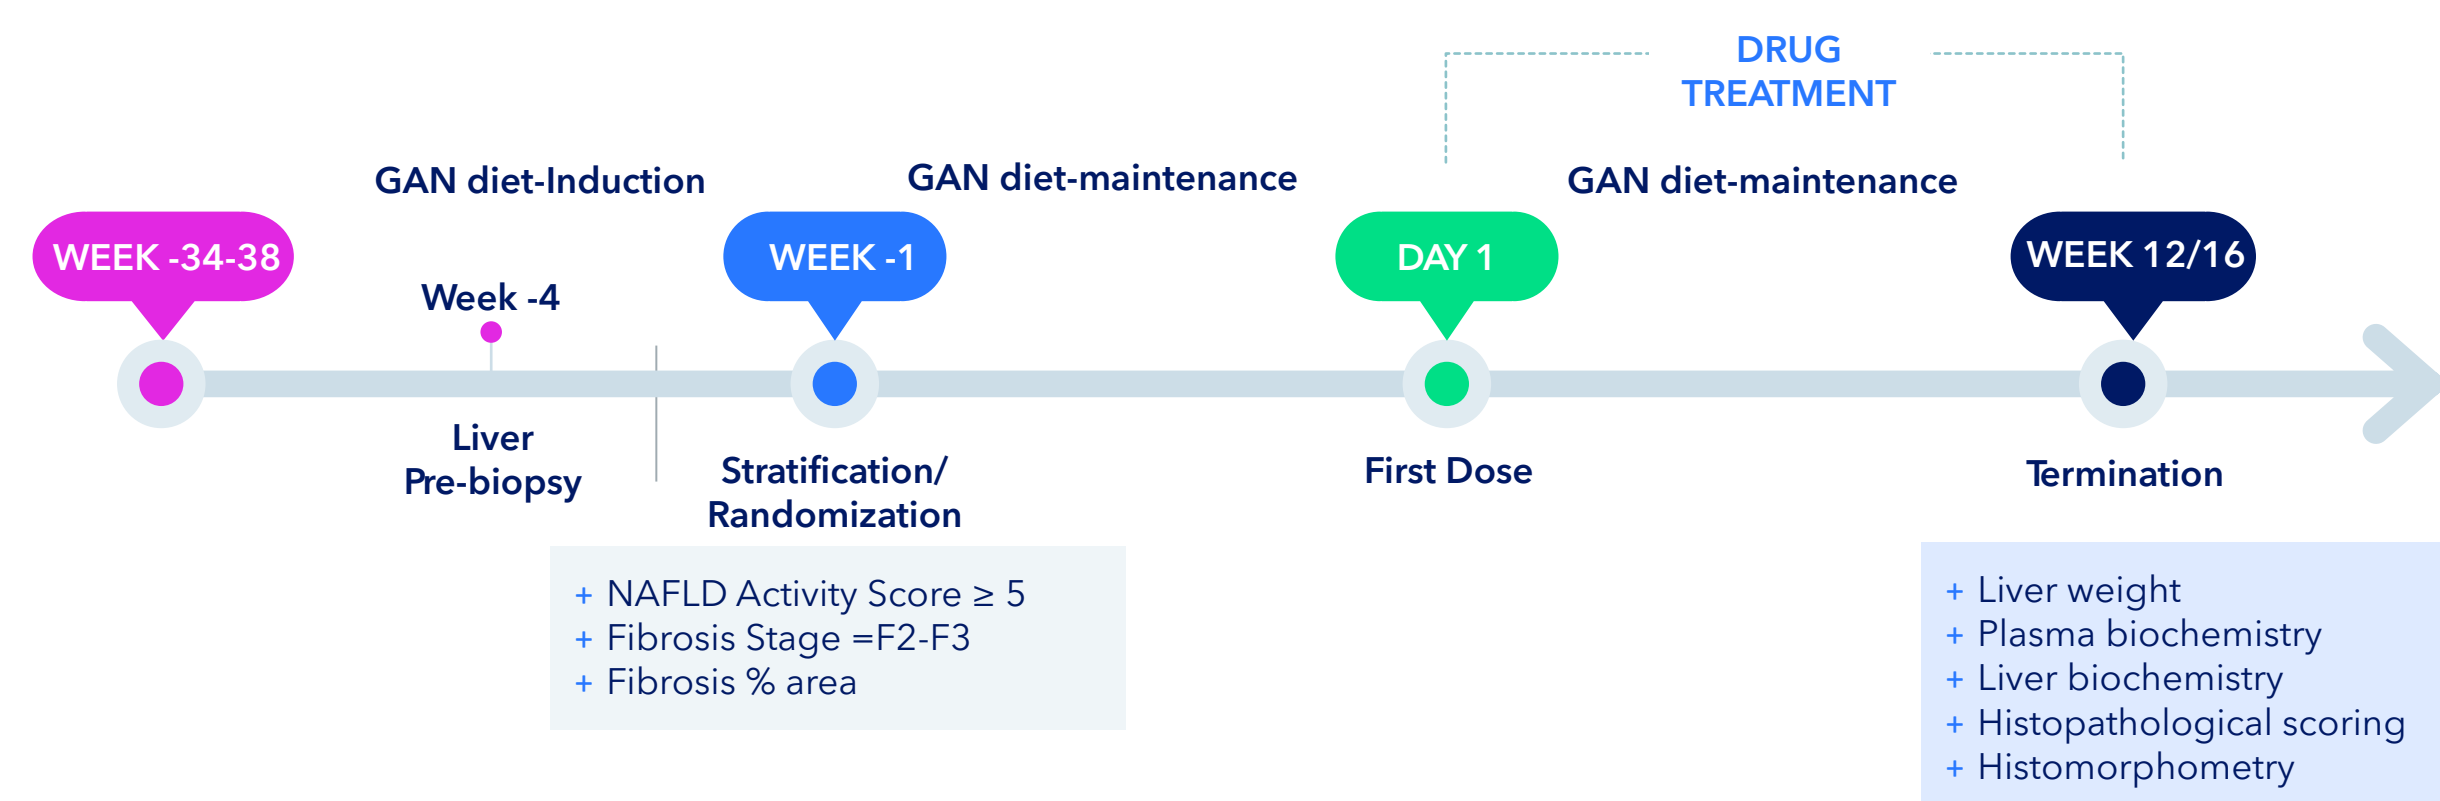 DRUG
TREATMENT
GAN diet-Induction
GAN diet-maintenance
GAN diet-maintenance
WEEK -34-38
WEEK -1
DAY 1
WEEK 12/16
Week -4
Liver
Pre-biopsy
Stratification/
Randomization
First Dose
Termination
+ NAFLD Activity Score ≥ 5
+ Fibrosis Stage =F2-F3
+ Fibrosis % area
+ Liver weight
+ Plasma biochemistry
+ Liver biochemistry
+ Histopathological scoring
+ Histomorphometry